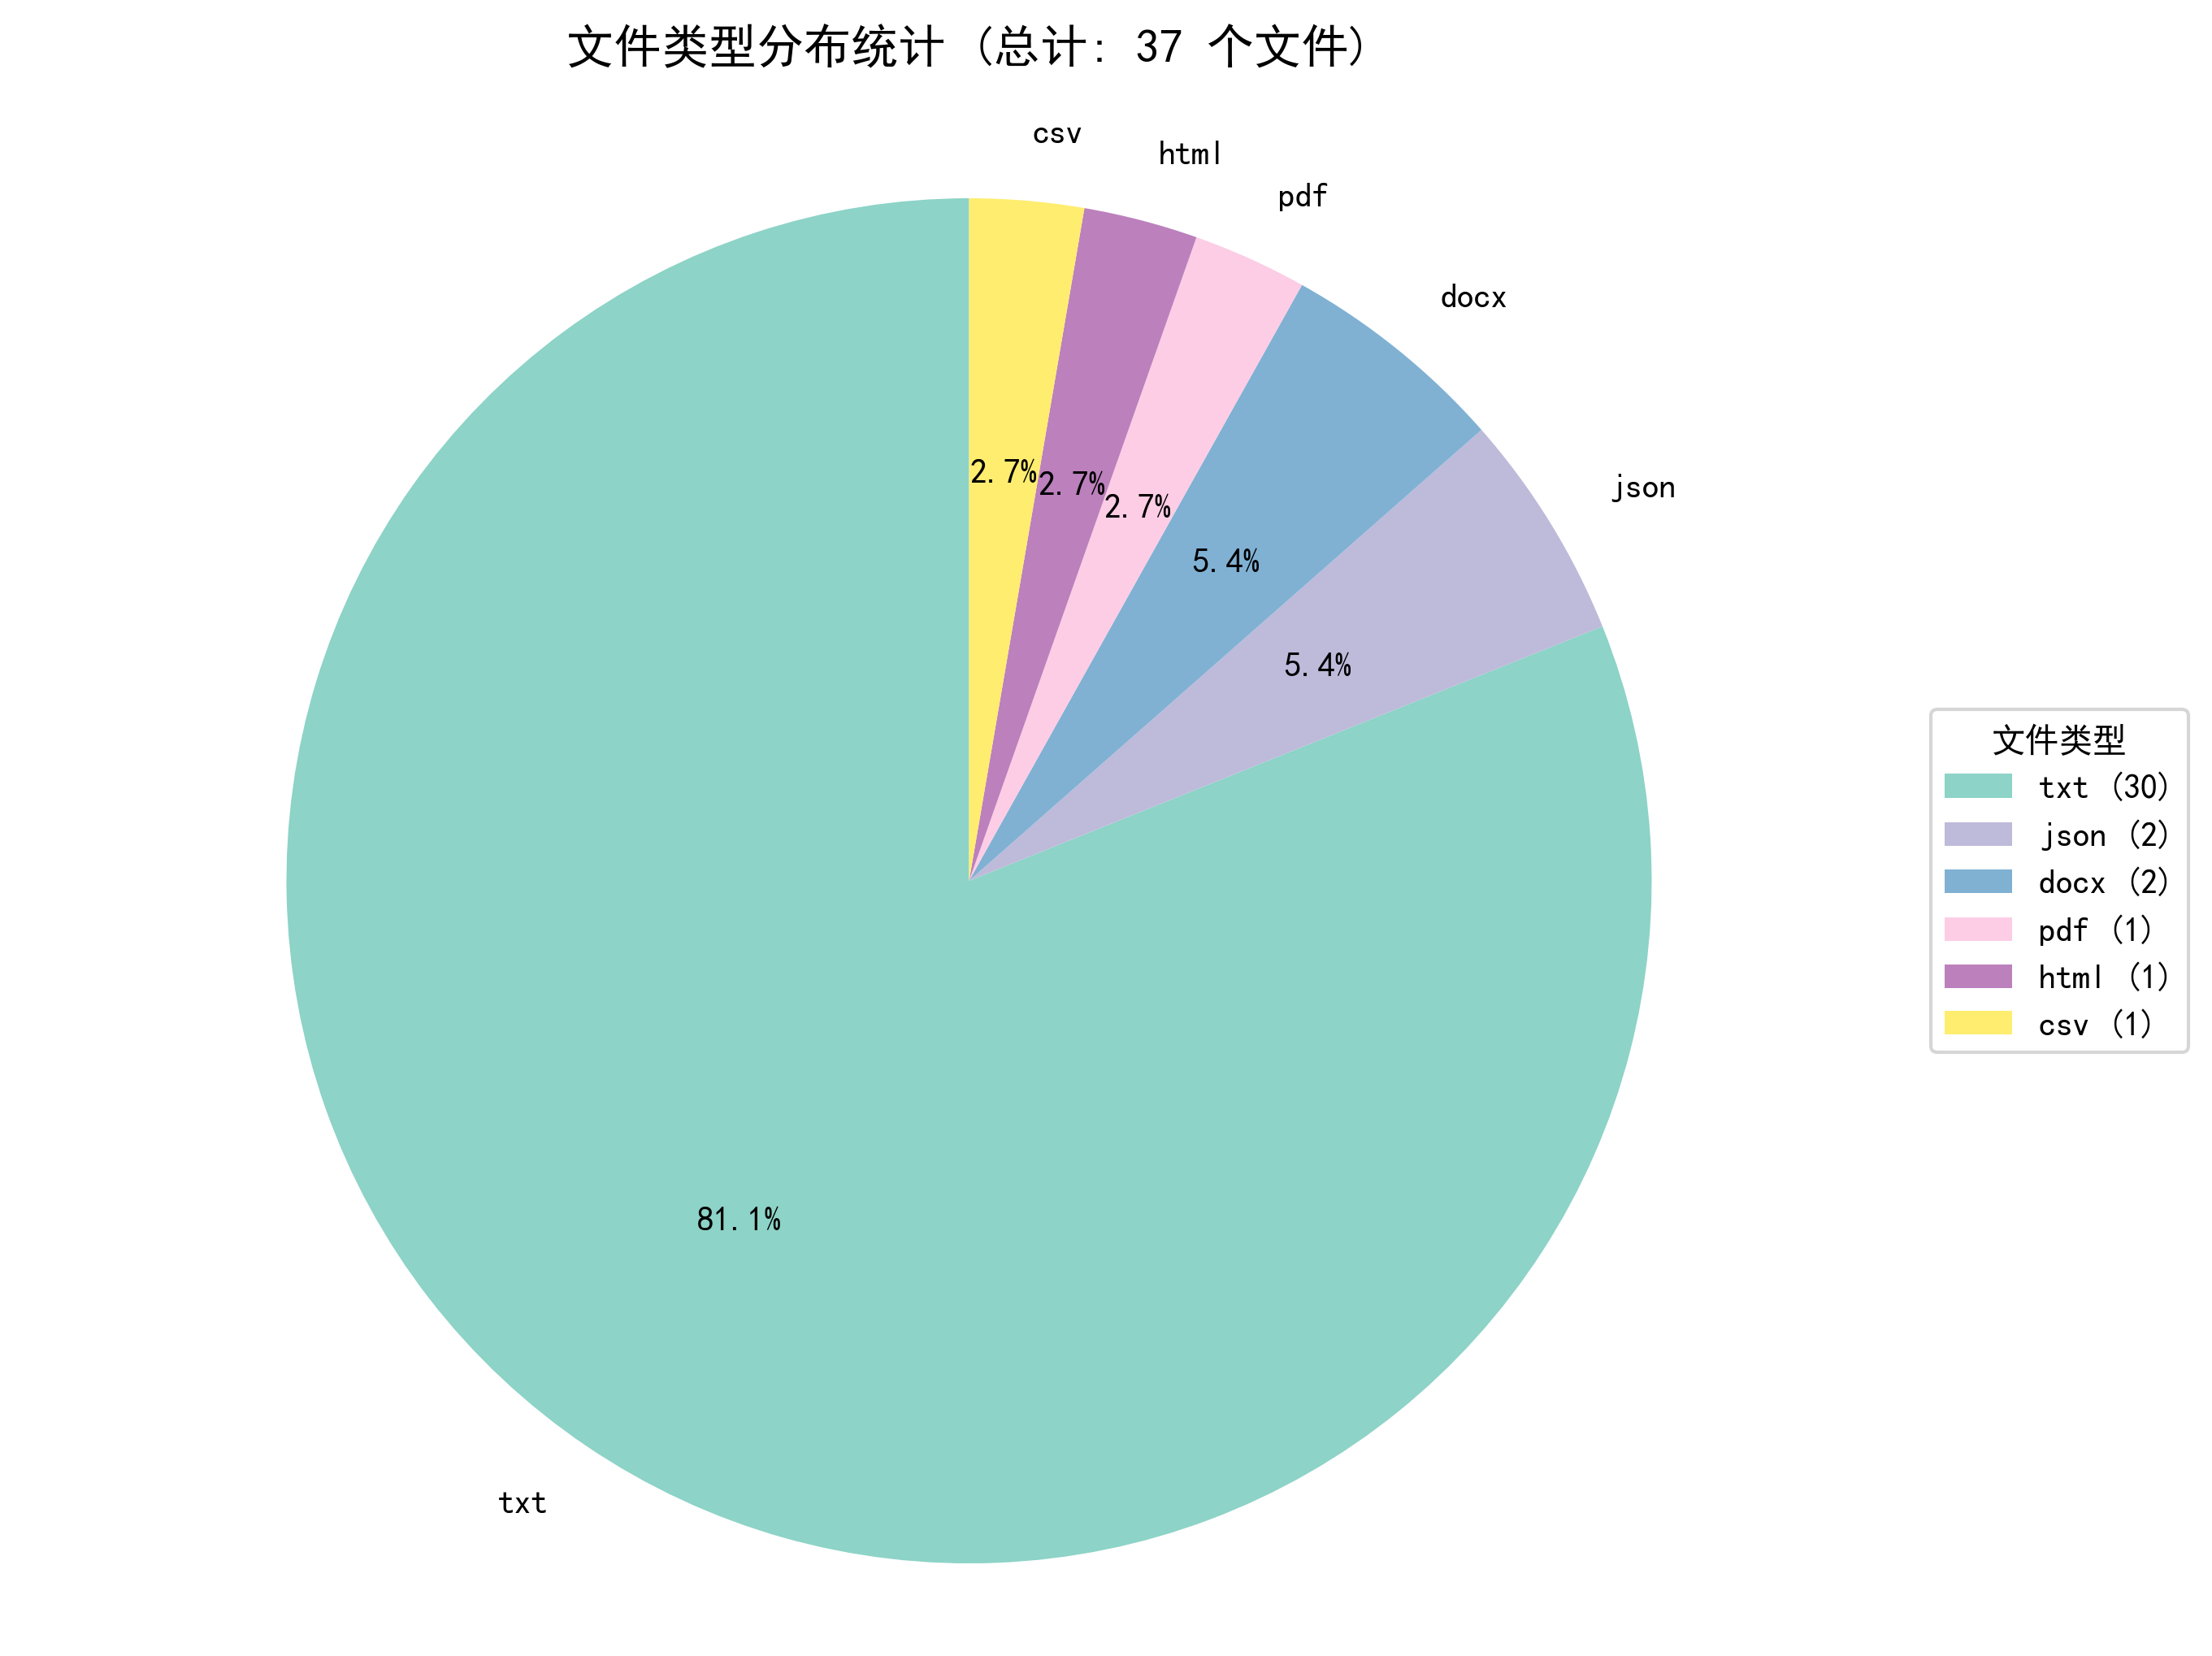 文件类型分布统计 (总计: 37 个文件)
csv
html
pdf
docx
json
txt
2.7%
2.7%
2.7%
5.4%
5.4%
81.1%
文件类型
txt (30)
json (2)
docx (2)
pdf (1)
html (1)
csv (1)